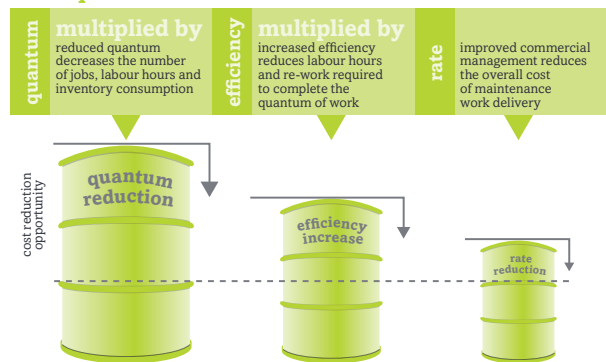 quantum
multiplied by
reduced quantum
decreases the number
of jobs, labour hours and
inventory consumption
efficiency
multiplied by
increased efficiency
reduces labour hours
and re-work required
to complete the
quantum of work
rate
improved commercial
management reduces
the overall cost
of maintenance
work delivery
cost reduction
opportunity
quantum
reduction
efficiency
increase
rate
reduction